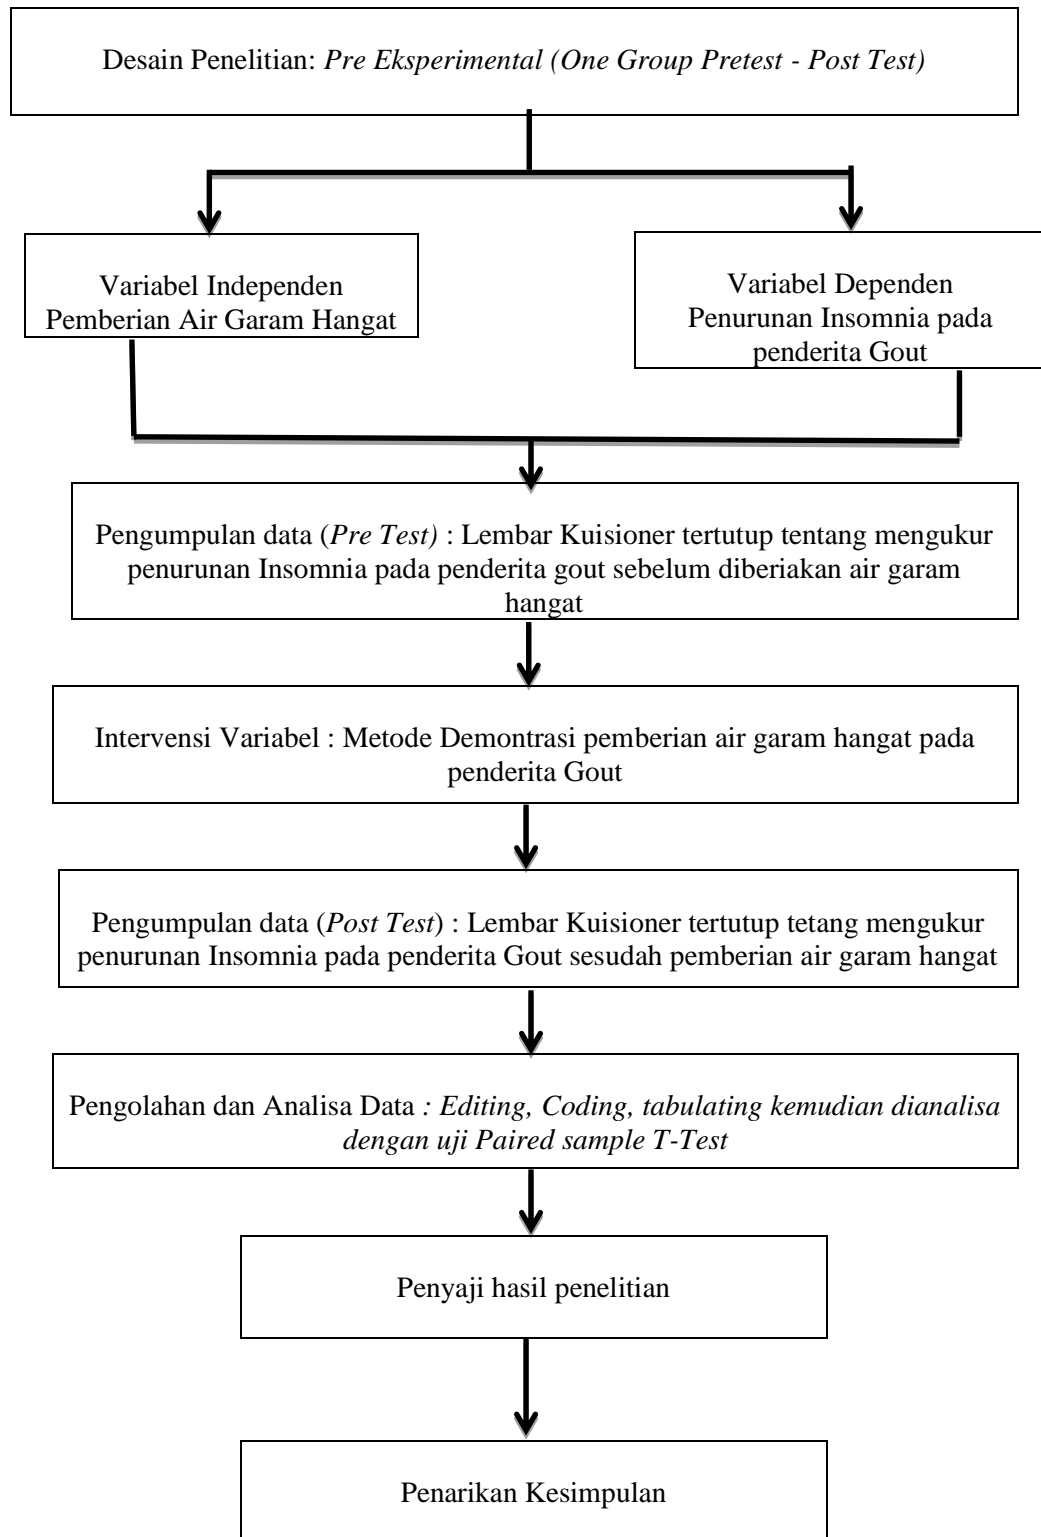 Desain Penelitian: Pre Eksperimental (One Group Pretest - Post Test)
Variabel Independen
Pemberian Air Garam Hangat
Variabel Dependen
Penurunan Insomnia pada
penderita Gout
Pengumpulan data (Pre Test) : Lembar Kuisioner tertutup tentang mengukur
penurunan Insomnia pada penderita gout sebelum diberiakan air garam
hangat
Intervensi Variabel : Metode Demontrasi pemberian air garam hangat pada
penderita Gout
Pengumpulan data (Post Test) : Lembar Kuisioner tertutup tetang mengukur
penurunan Insomnia pada penderita Gout sesudah pemberian air garam hangat
Pengolahan dan Analisa Data : Editing, Coding, tabulating kemudian dianalisa
dengan uji Paired sample T-Test
Penyaji hasil penelitian
Penarikan Kesimpulan